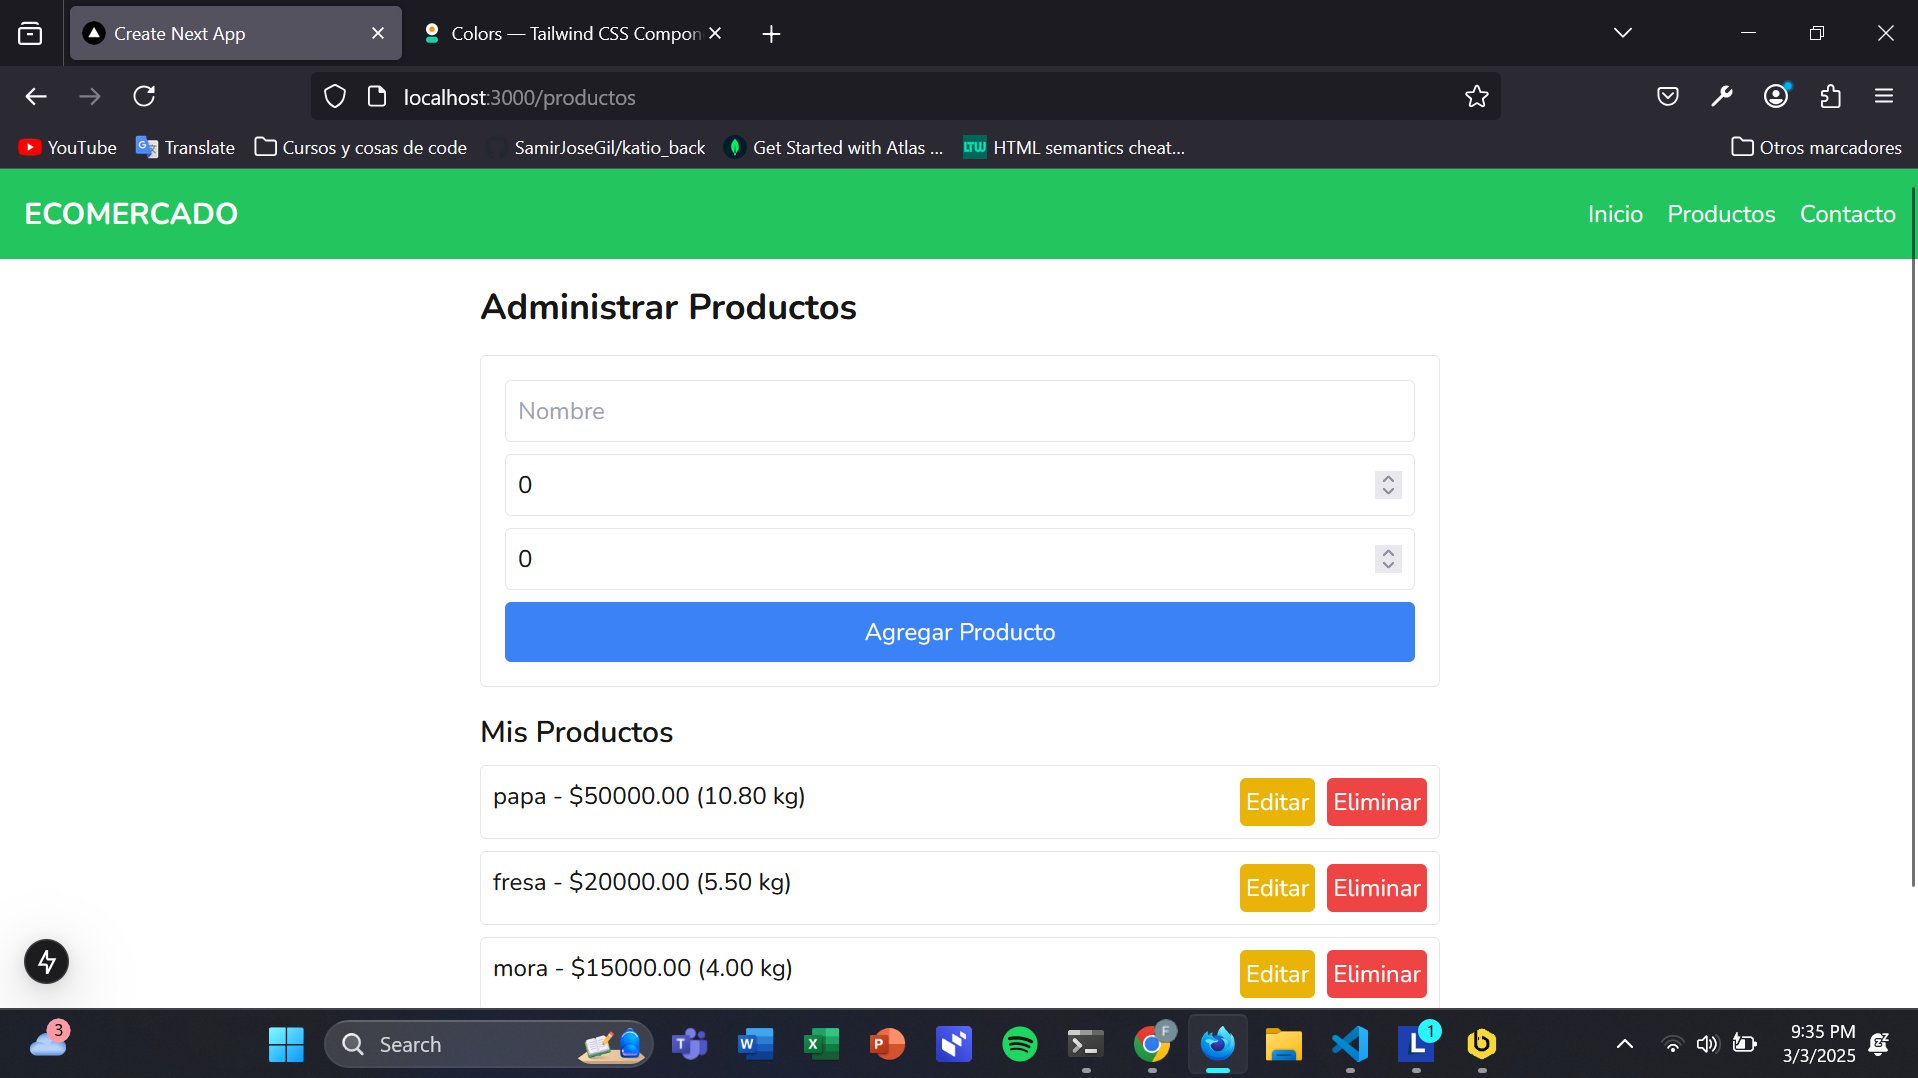 Create Next App
Colors — Tailwind CSS Compon
localhost:3000/productos
YouTube
Translate
Cursos y cosas de code
SamirJoseGil/katio_back
Get Started with Atlas ...
LTW
HTML semantics cheat...
Otros marcadores
ECOMERCADO
Inicio
Productos
Contacto
Administrar Productos
Nombre
0
0
Agregar Producto
Mis Productos
papa - $50000.00 (10.80 kg)
Editar
Eliminar
fresa - $20000.00 (5.50 kg)
Editar
Eliminar
mora - $15000.00 (4.00 kg)
Editar
Eliminar
3
Search
T
W
X
P
F
L
1
b
9:35 PM
3/3/2025